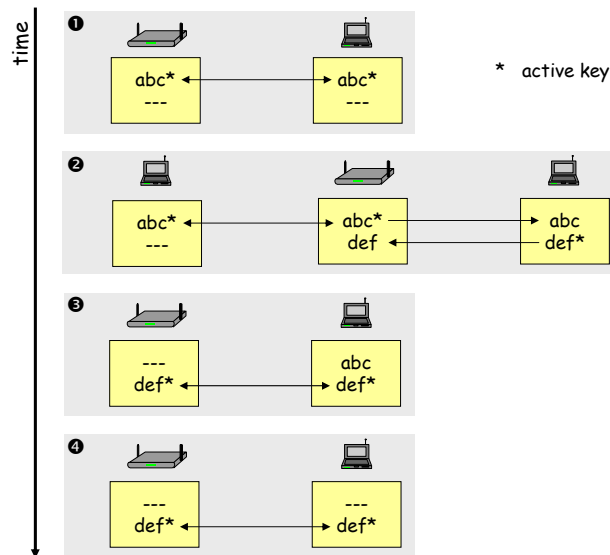 time
❶
abc* abc*
--- ---
* active key
❷
abc* abc* abc
--- def def*
❸
--- abc
def* def*
❹
--- ---
def* def*